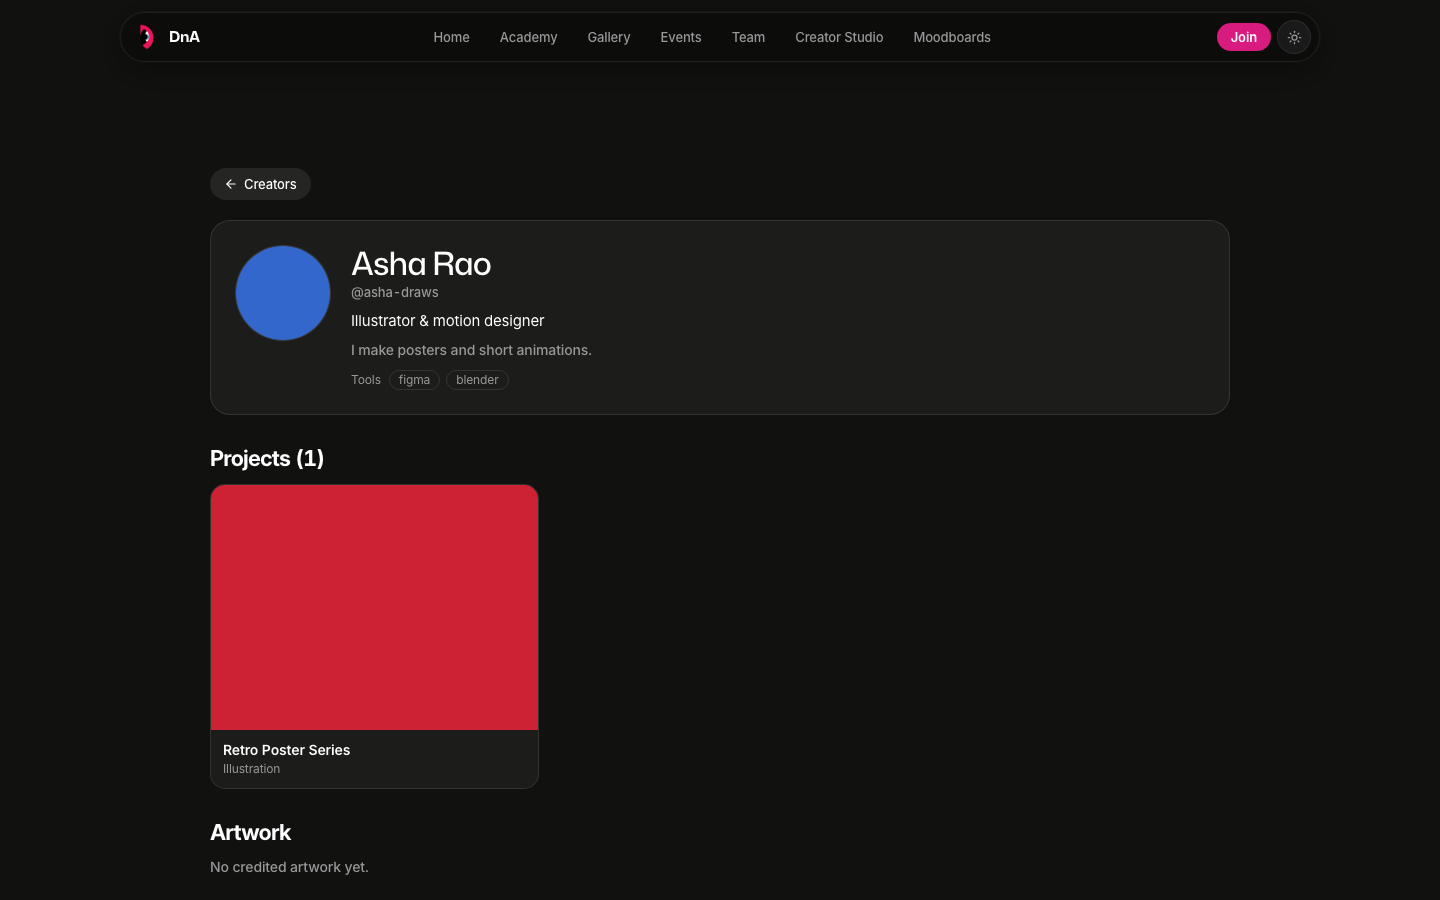 DnA
Home Academy Gallery Events Team Creator Studio Moodboards
Join
Creators
Asha Rao
@asha-draws
Illustrator & motion designer
I make posters and short animations.
Tools figma blender
Projects (1)
Retro Poster Series
Illustration
Artwork
No credited artwork yet.